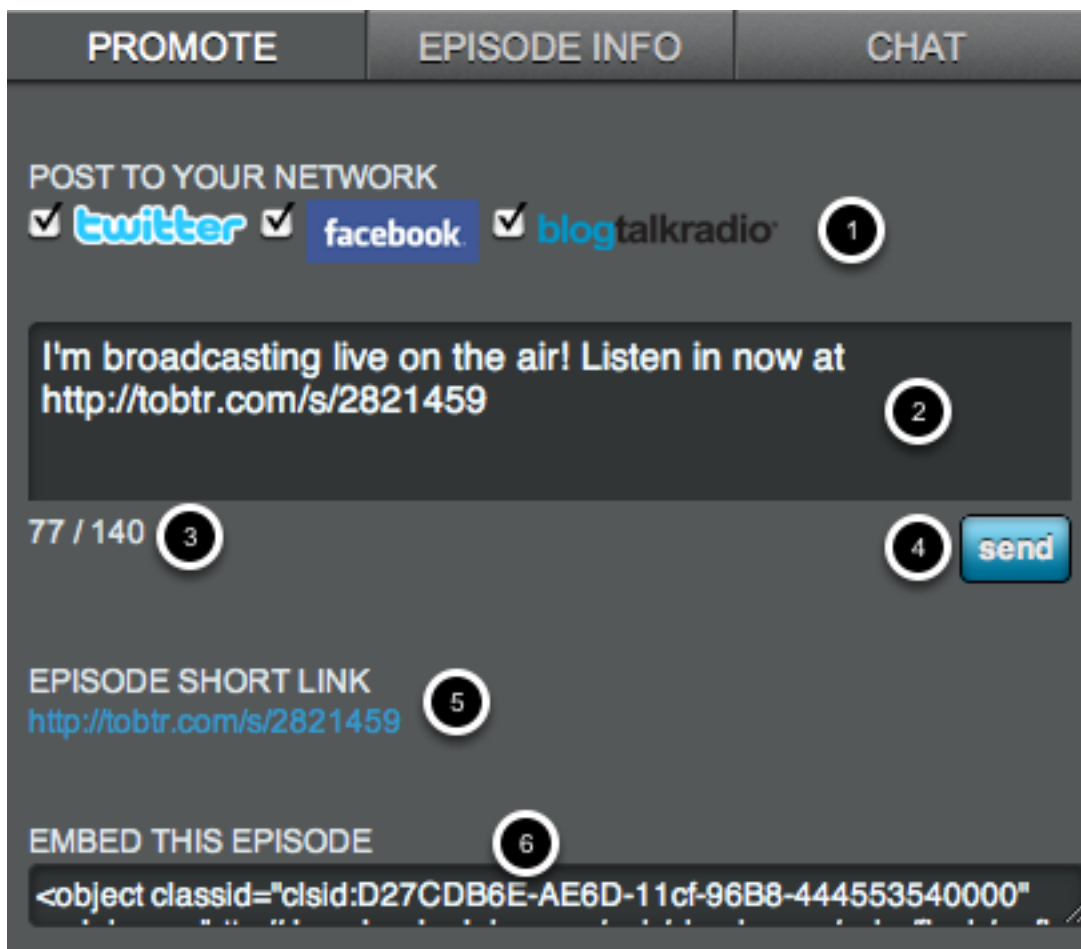 PROMOTE EPISODE INFO CHAT
POST TO YOUR NETWORK
twitter facebook. blogtalkradio 1
I'm broadcasting live on the air! Listen in now at
http://tobtr.com/s/2821459
2
77 / 140 3 4 send
EPISODE SHORT LINK
5
http://tobtr.com/s/2821459
EMBED THIS EPISODE 6
<object classid="clsid:D27CDB6E-AE6D-11cf-96B8-444553540000"